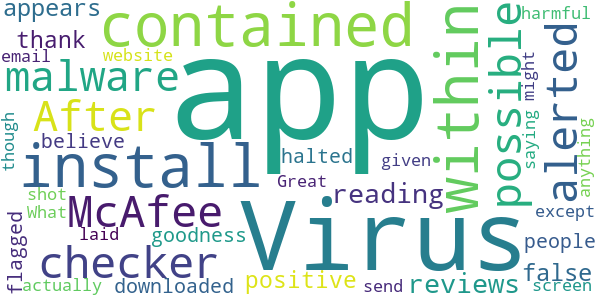 appears
contained
app
within
possible
harmful
thank
alerted
email
website
malware
After
might
though
believe
install
halted
given
saying
anything
shot
Great
reading
McAfee
Virus
What
except
flagged
laid
goodness
people
checker
positive
false
actually
downloaded
send
reviews
screen